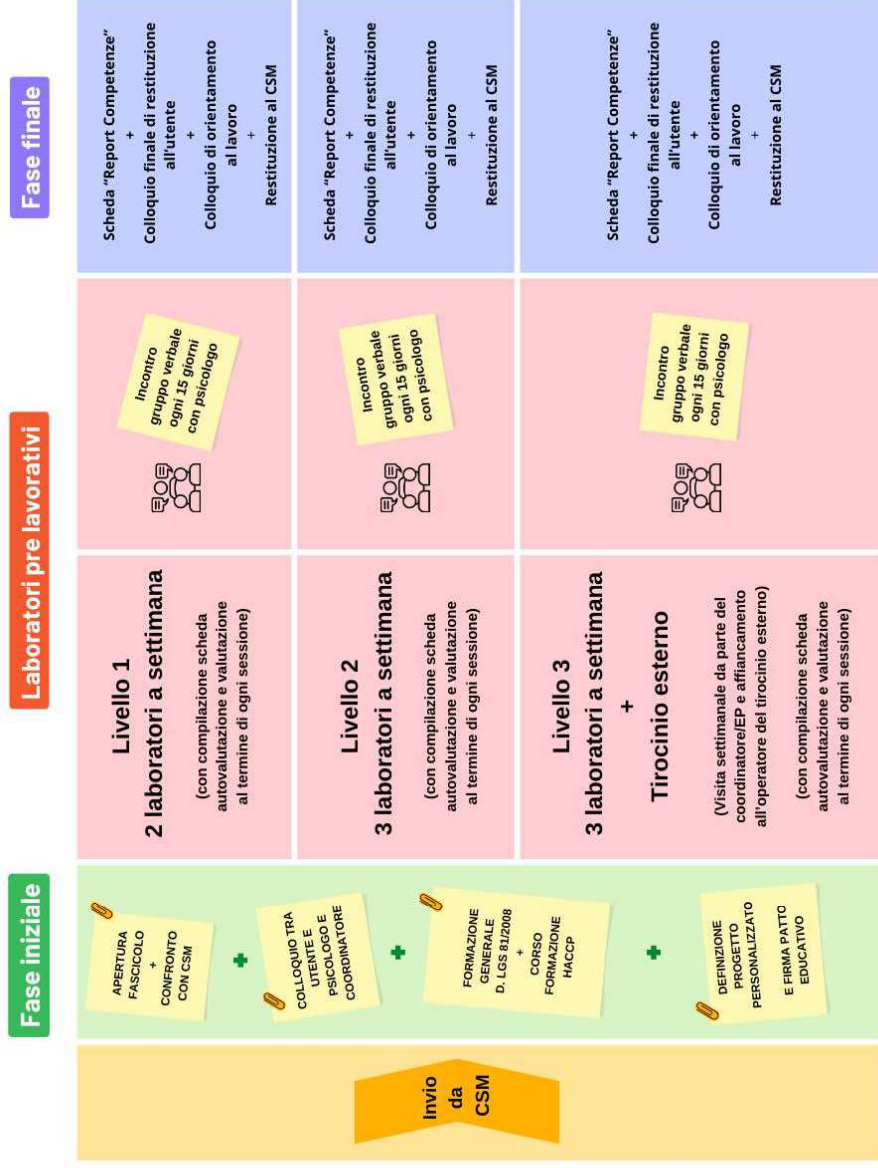 Fase iniziale
Laboratori pre lavorativi
Fase finale
Invio
da
CSM
APERTURA
FASCICOLO
+
CONFRONTO
CON CSM
+
COLLOQUIO TRA
UTENTE E
PSICOLOGO E
COORDINATORE
+
FORMAZIONE
GENERALE
D. LGS 81/2008
+
CORSO
FORMAZIONE
HACCP
+
DEFINIZIONE
PROGETTO
PERSONALIZZATO
E FIRMA PATTO
EDUCATIVO
Livello 1
2 laboratori a settimana
(con compilazione scheda
autovalutazione e valutazione
al termine di ogni sessione)
Incontro
gruppo verbale
ogni 15 giorni
con psicologo
Scheda “Report Competenze”
+
Colloquio finale di restituzione
all'utente
+
Colloquio di orientamento
al lavoro
+
Restituzione al CSM
Livello 2
3 laboratori a settimana
(con compilazione scheda
autovalutazione e valutazione
al termine di ogni sessione)
Incontro
gruppo verbale
ogni 15 giorni
con psicologo
Scheda “Report Competenze”
+
Colloquio finale di restituzione
all'utente
+
Colloquio di orientamento
al lavoro
+
Restituzione al CSM
Livello 3
3 laboratori a settimana
+
Tirocinio esterno
(Visita settimanale da parte del
coordinatore/EP e affiancamento
all'operatore del tirocinio esterno)
(con compilazione scheda
autovalutazione e valutazione
al termine di ogni sessione)
Incontro
gruppo verbale
ogni 15 giorni
con psicologo
Scheda “Report Competenze”
+
Colloquio finale di restituzione
all'utente
+
Colloquio di orientamento
al lavoro
+
Restituzione al CSM